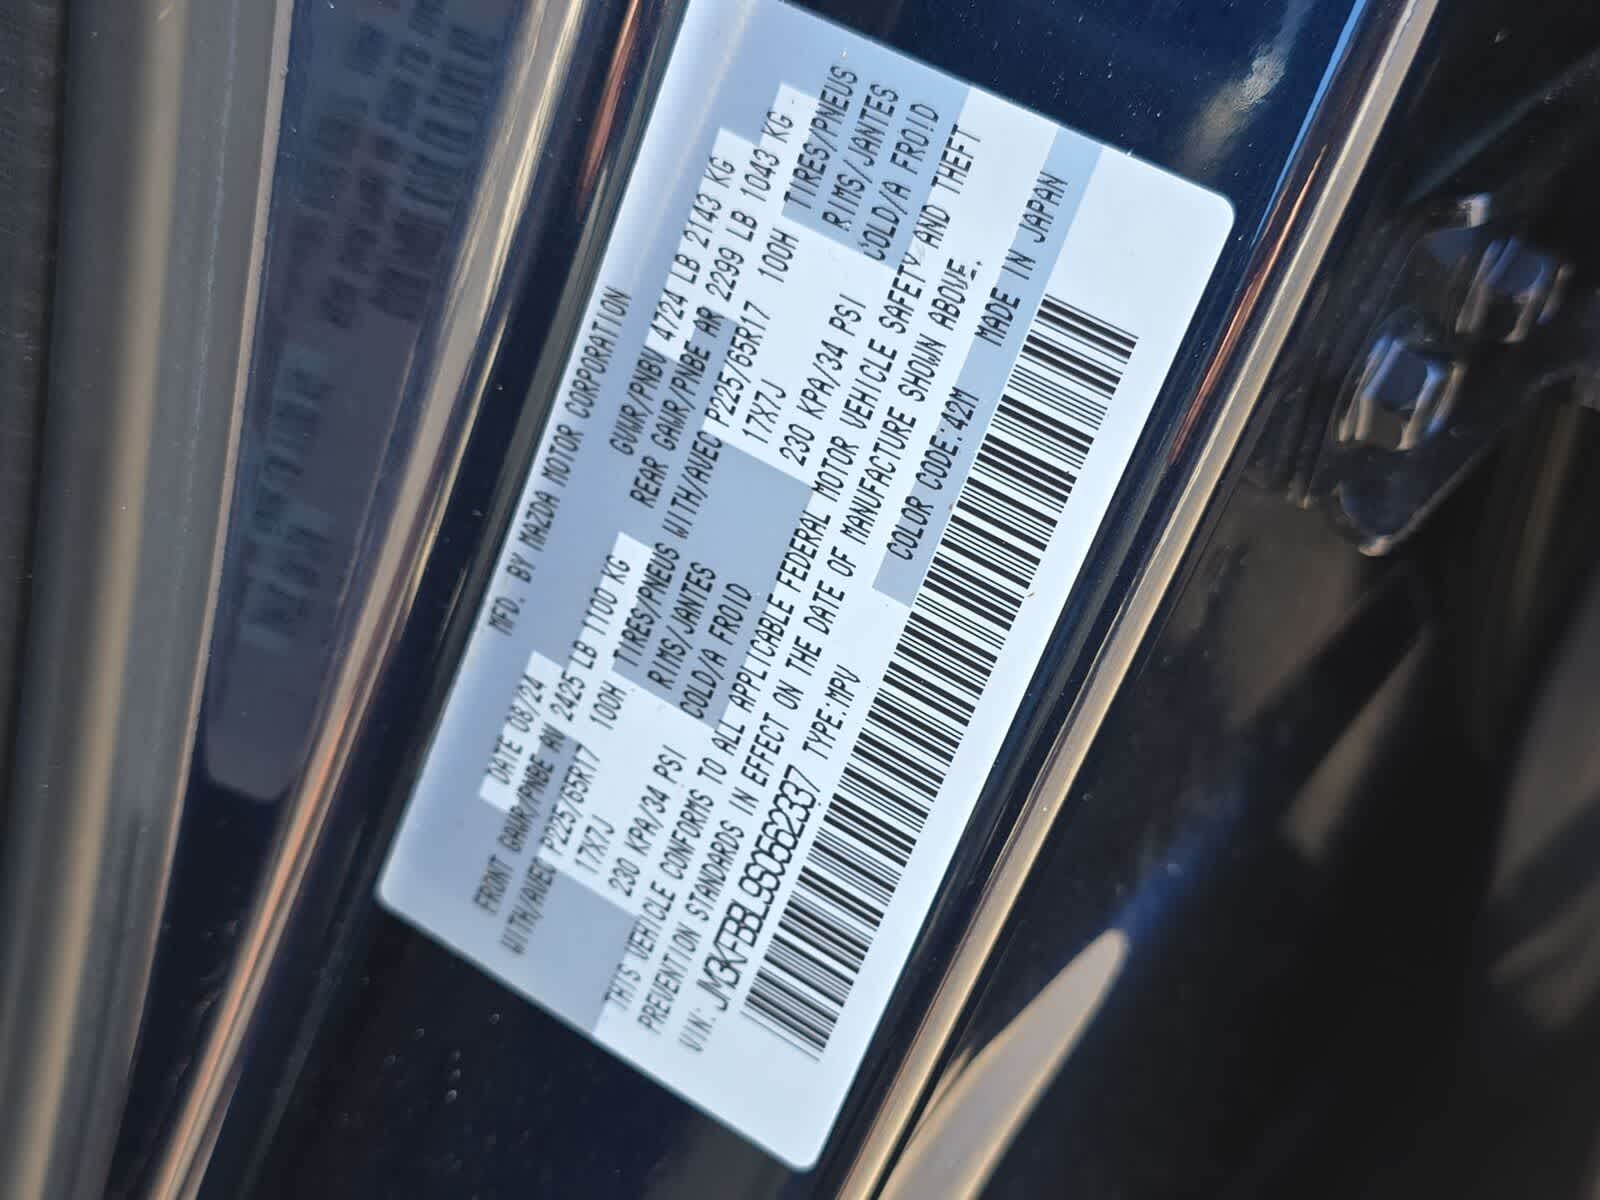 MFD. BY MAZDA MOTOR CORPORATION
DATE 08/24 GVWR/PNBV 4724 LB 2143 KG
FRONT GAWR/PNBE AV 2425 LB 1100 KG REAR GAWR/PNBE AR 2299 LB 1043 KG
WITH/AVEC P225/65R17 100H TIRES/PNEUS WITH/AVEC P225/65R17 100H TIRES/PNEUS
17X7J RIMS/JANTES 17X7J RIMS/JANTES
230 KPA/34 PSI COLD/A FROID 230 KPA/34 PSI COLD/A FROID
THIS VEHICLE CONFORMS TO ALL APPLICABLE FEDERAL MOTOR VEHICLE SAFETY AND THEFT
PREVENTION STANDARDS IN EFFECT ON THE DATE OF MANUFACTURE SHOWN ABOVE.
VIN: JM3KFBBL9S0562337 TYPE:MPV COLOR CODE:42M MADE IN JAPAN